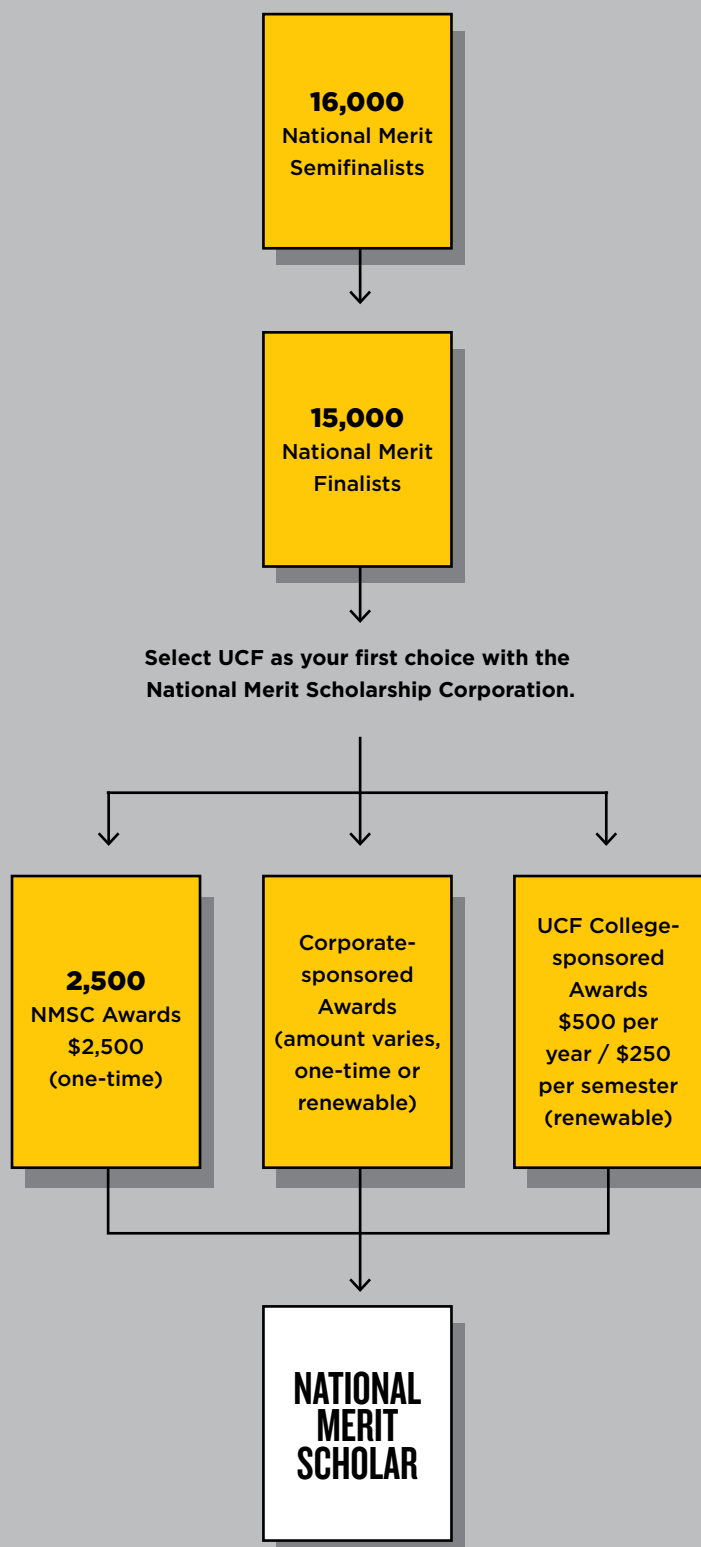 16,000
National Merit
Semifinalists
15,000
National Merit
Finalists
Select UCF as your first choice with the
National Merit Scholarship Corporation.
2,500
NMSC Awards
$2,500
(one-time)
Corporate-
sponsored
Awards
(amount varies,
one-time or
renewable)
UCF College-
sponsored
Awards
$500 per
year / $250
per semester
(renewable)
NATIONAL
MERIT
SCHOLAR